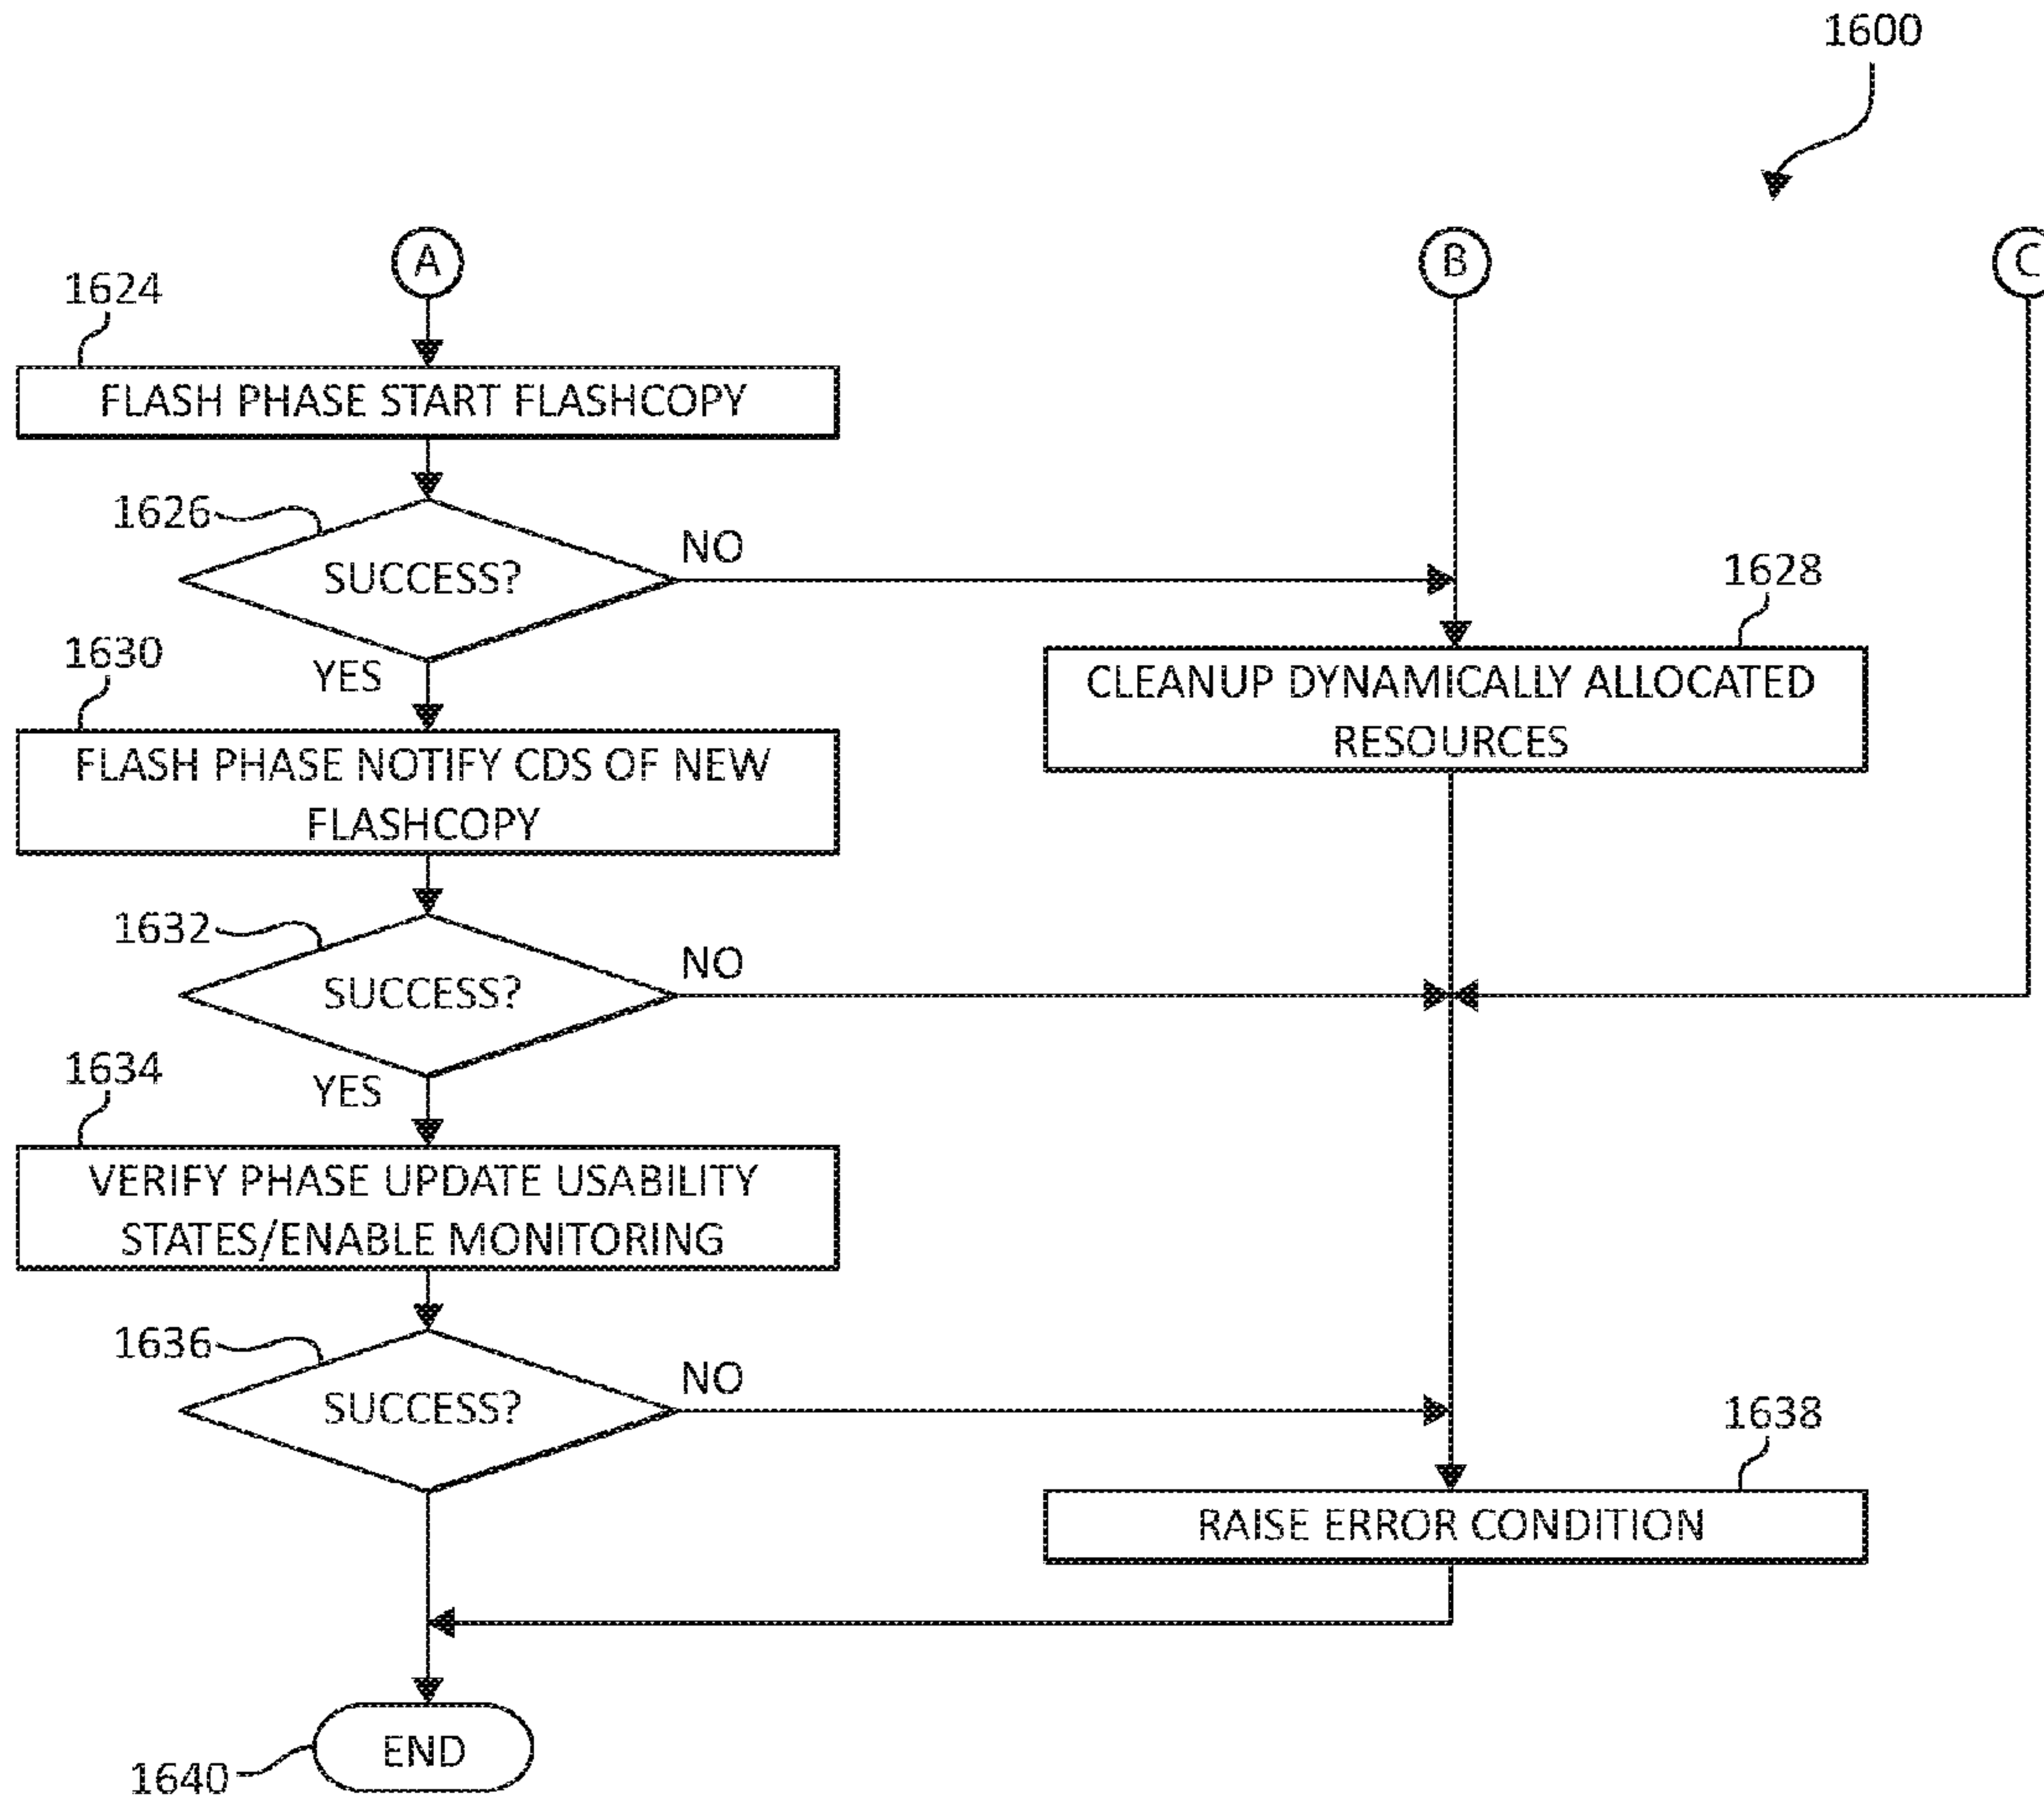 1600
A
B
C
1624
FLASH PHASE START FLASHCOPY
1626
SUCCESS?
NO
YES
1628
CLEANUP DYNAMICALLY ALLOCATED
RESOURCES
1630
FLASH PHASE NOTIFY CDS OF NEW
FLASHCOPY
1632
SUCCESS?
NO
YES
1634
VERIFY PHASE UPDATE USABILITY
STATES/ENABLE MONITORING
1636
SUCCESS?
NO
1638
RAISE ERROR CONDITION
END
1640